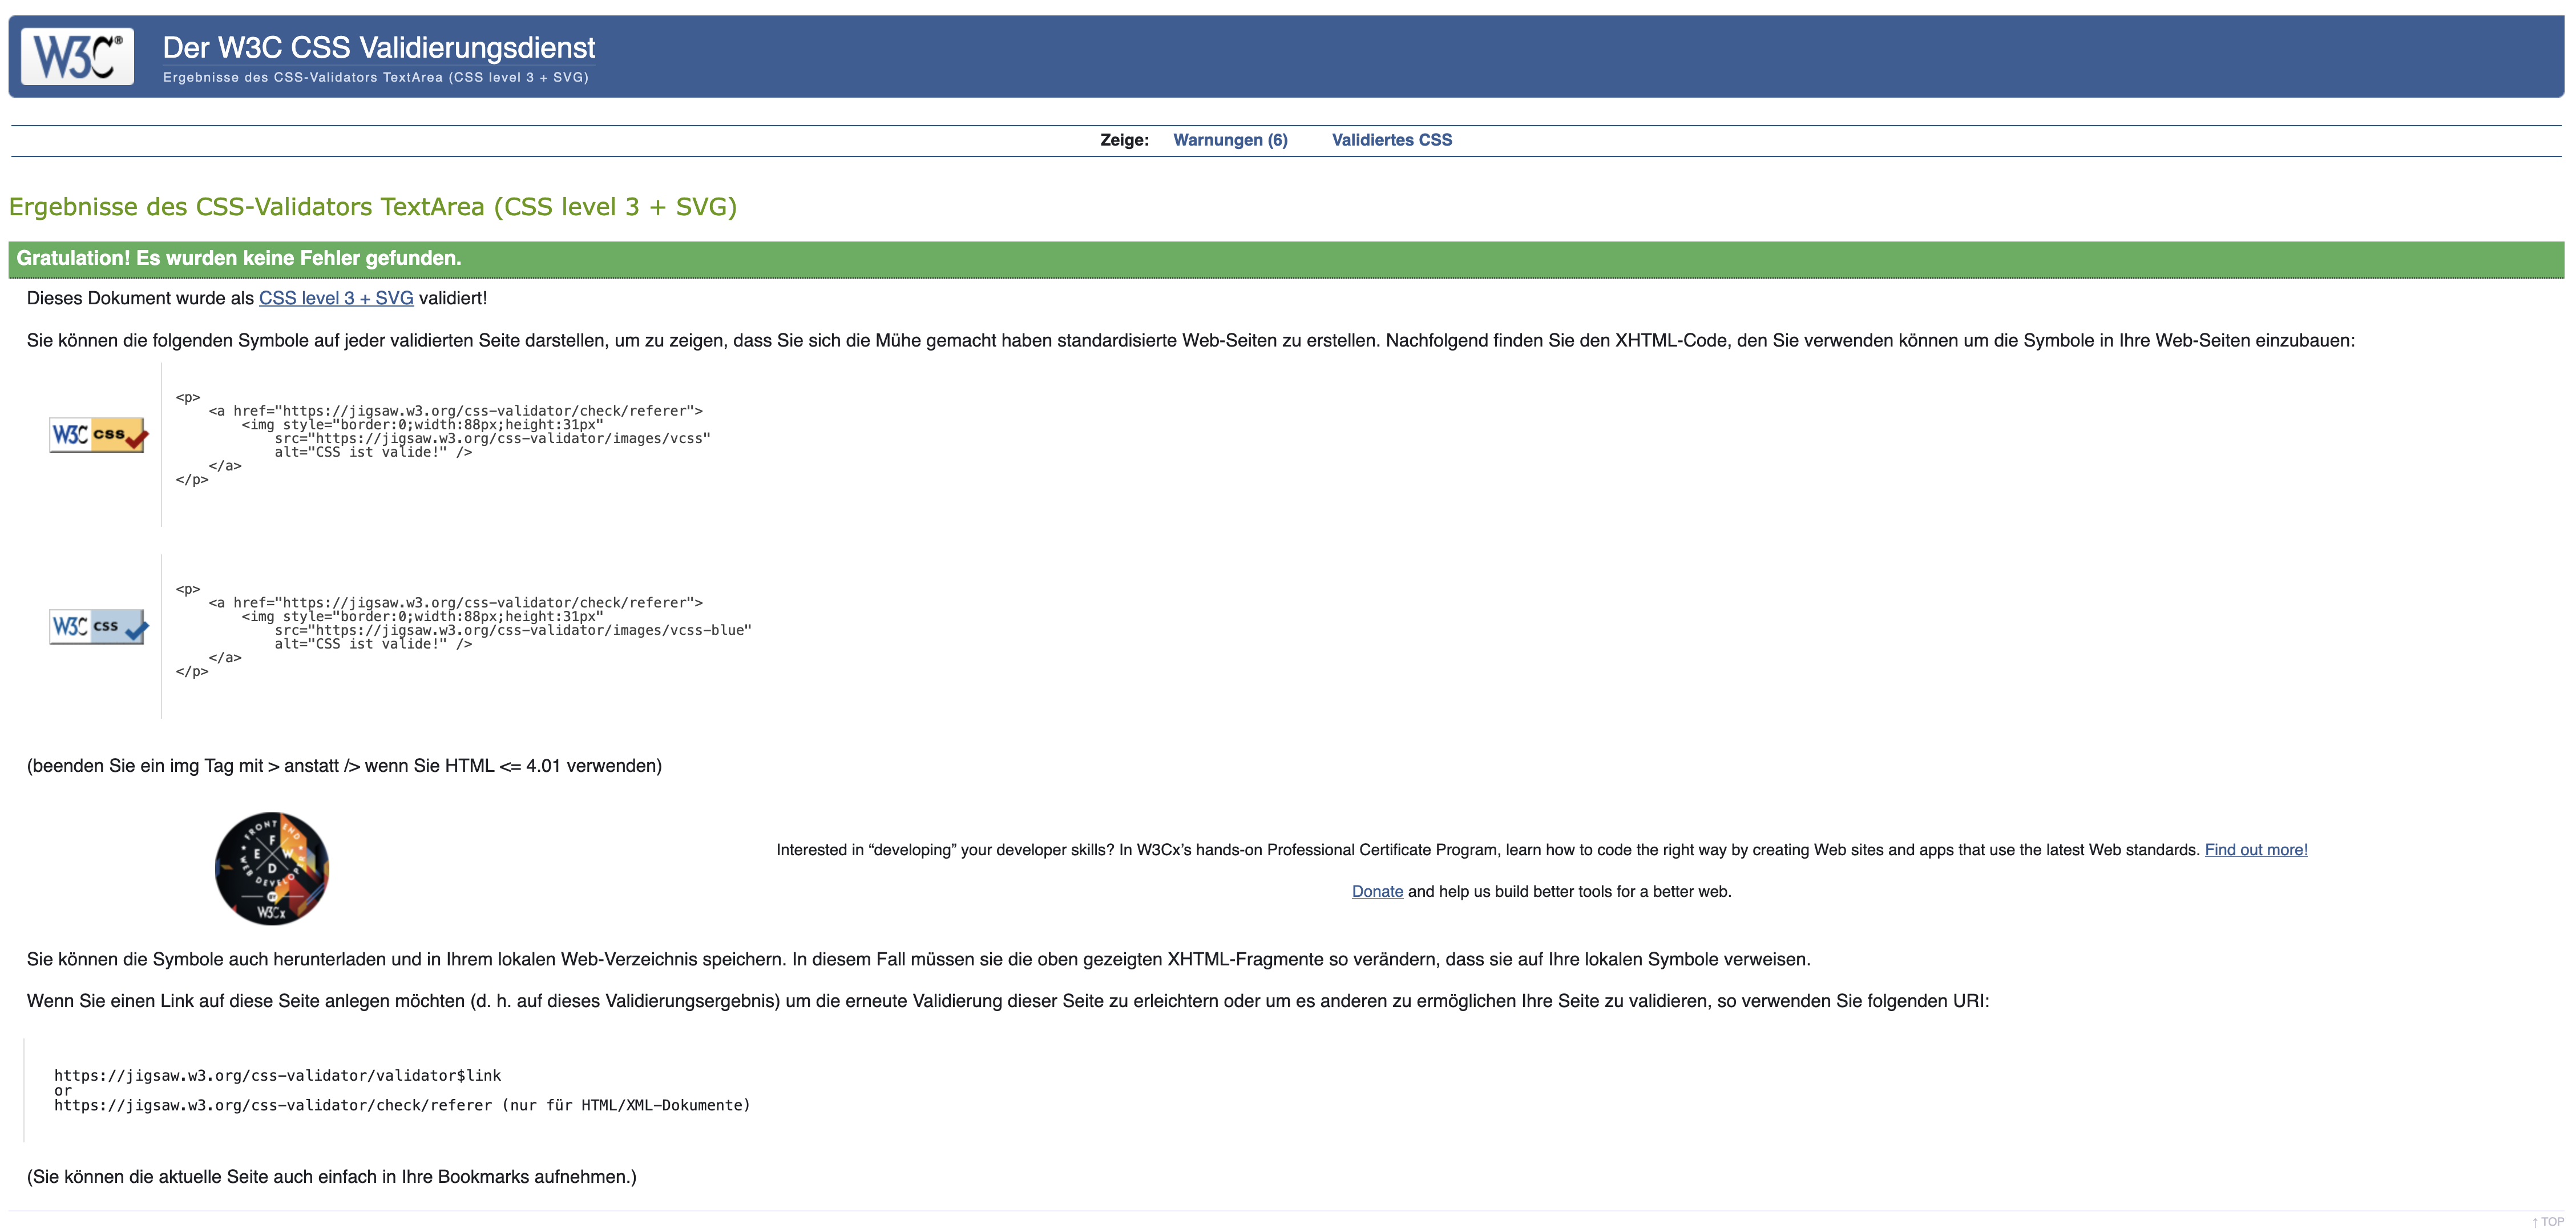 W3C®
Der W3C CSS Validierungsdienst
Ergebnisse des CSS-Validators TextArea (CSS level 3 + SVG)
Zeige: Warnungen (6) Validiertes CSS
Ergebnisse des CSS-Validators TextArea (CSS level 3 + SVG)
Gratulation! Es wurden keine Fehler gefunden.
Dieses Dokument wurde als CSS level 3 + SVG validiert!
Sie können die folgenden Symbole auf jeder validierten Seite darstellen, um zu zeigen, dass Sie sich die Mühe gemacht haben standardisierte Web-Seiten zu erstellen. Nachfolgend finden Sie den XHTML-Code, den Sie verwenden können um die Symbole in Ihre Web-Seiten einzubauen:
W3C css
<p>
    <a href="https://jigsaw.w3.org/css-validator/check/referer">
        <img style="border:0;width:88px;height:31px"
            src="https://jigsaw.w3.org/css-validator/images/vcss"
            alt="CSS ist valide!" />
    </a>
</p>
W3C css
<p>
    <a href="https://jigsaw.w3.org/css-validator/check/referer">
        <img style="border:0;width:88px;height:31px"
            src="https://jigsaw.w3.org/css-validator/images/vcss-blue"
            alt="CSS ist valide!" />
    </a>
</p>
(beenden Sie ein img Tag mit > anstatt /> wenn Sie HTML <= 4.01 verwenden)
FRONT END
WEB DEVELOPER
F E W D
BY
W3Cx
Interested in “developing” your developer skills? In W3Cx’s hands-on Professional Certificate Program, learn how to code the right way by creating Web sites and apps that use the latest Web standards. Find out more!
Donate and help us build better tools for a better web.
Sie können die Symbole auch herunterladen und in Ihrem lokalen Web-Verzeichnis speichern. In diesem Fall müssen sie die oben gezeigten XHTML-Fragmente so verändern, dass sie auf Ihre lokalen Symbole verweisen.
Wenn Sie einen Link auf diese Seite anlegen möchten (d. h. auf dieses Validierungsergebnis) um die erneute Validierung dieser Seite zu erleichtern oder um es anderen zu ermöglichen Ihre Seite zu validieren, so verwenden Sie folgenden URI:
https://jigsaw.w3.org/css-validator/validator$link
or
https://jigsaw.w3.org/css-validator/check/referer (nur für HTML/XML-Dokumente)
(Sie können die aktuelle Seite auch einfach in Ihre Bookmarks aufnehmen.)
↑ TOP